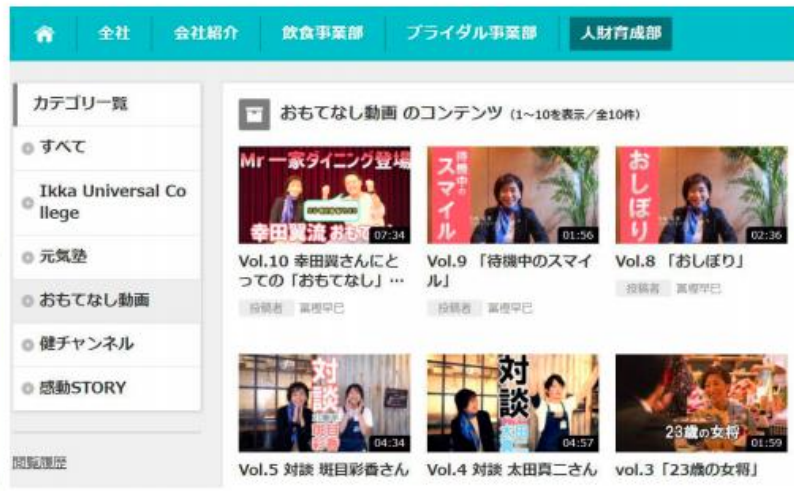 全社 会社紹介 飲食事業部 ブライダル事業部 人財育成部
カテゴリ一覧
すべて
Ikka Universal Co
llege
元気塾
おもてなし動画
健チャンネル
感動STORY
閲覧履歴
おもてなし動画 のコンテンツ (1～10を表示／全10件)
Mr 一家ダイニング登場
幸田翼流 おもて
07:34
待機中の
スマイル
01:56
おしぼり
02:36
Vol.10 幸田翼さんにと
っての「おもてなし」…
Vol.9 「待機中のスマイ
ル」
Vol.8 「おしぼり」
投稿者 冨樫早巳
投稿者 冨樫早巳
投稿者 冨樫早巳
対談
04:34
対談
太田
04:57
23歳の女将
01:59
Vol.5 対談 斑目彩香さん
Vol.4 対談 太田真二さん
vol.3「23歳の女将」